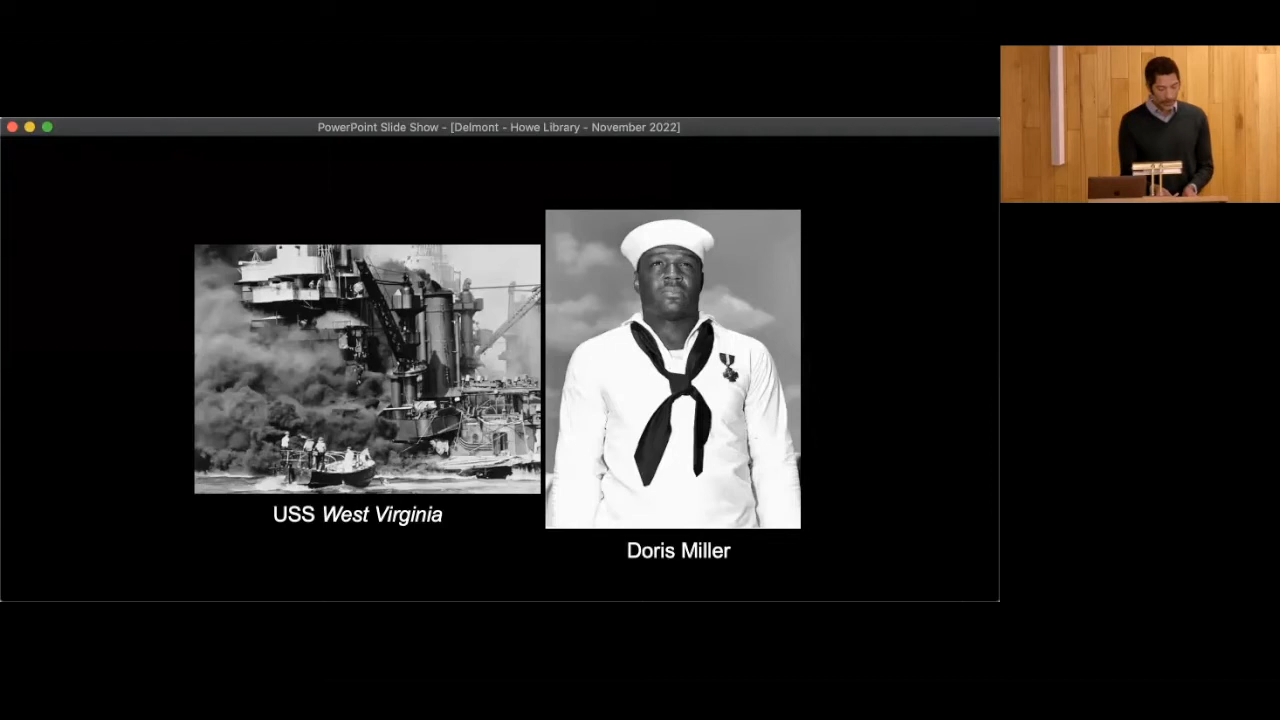 PowerPoint Slide Show - [Delmont - Howe Library - November 2022]
USS West Virginia
Doris Miller